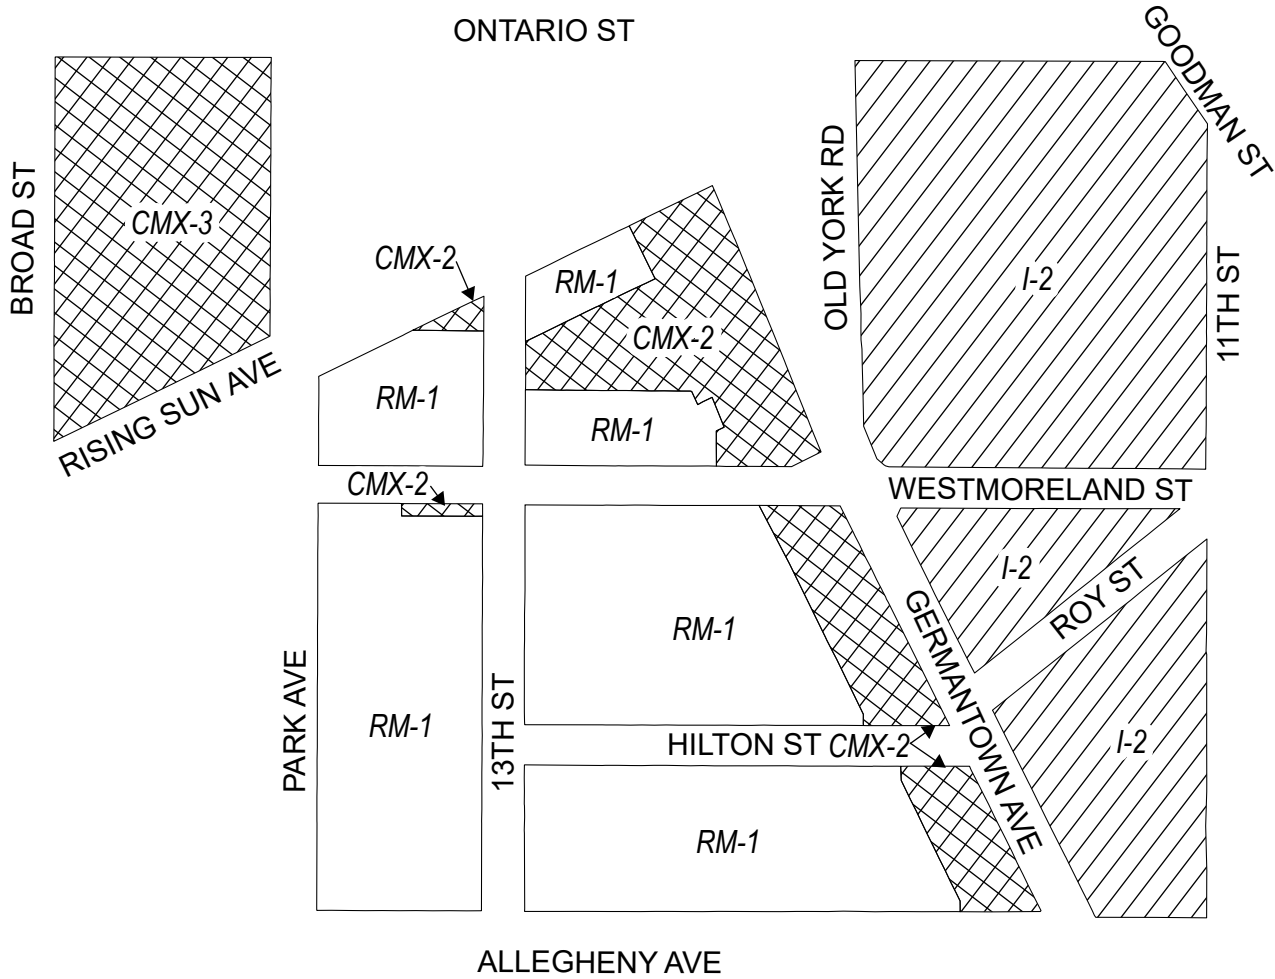 ONTARIO ST
GOODMAN ST
BROAD ST
CMX-3
OLD YORK RD
11TH ST
CMX-2
RM-1
I-2
CMX-2
RISING SUN AVE
RM-1
RM-1
CMX-2
WESTMORELAND ST
I-2
ROY ST
GERMANTOWN AVE
RM-1
PARK AVE
RM-1
13TH ST
HILTON ST
CMX-2
I-2
RM-1
ALLEGHENY AVE